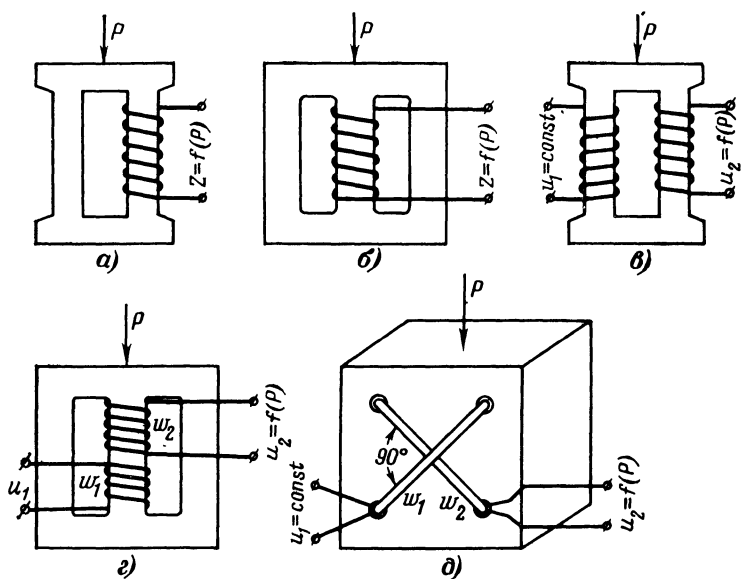 P
Z=f(P)
а)
P
Z=f(P)
б)
P
u₁=const
u₂=f(P)
в)
P
u₁
w₁
w₂
u₂=f(P)
г)
P
90°
w₁
w₂
u₁=const
u₂=f(P)
д)